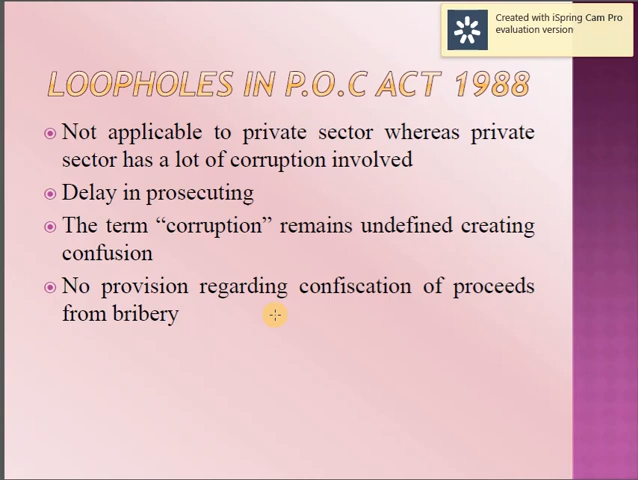 Created with iSpring Cam Pro
evaluation version
LOOPHOLES IN P.O.C ACT 1988
Not applicable to private sector whereas private
sector has a lot of corruption involved
Delay in prosecuting
The term “corruption” remains undefined creating
confusion
No provision regarding confiscation of proceeds
from bribery